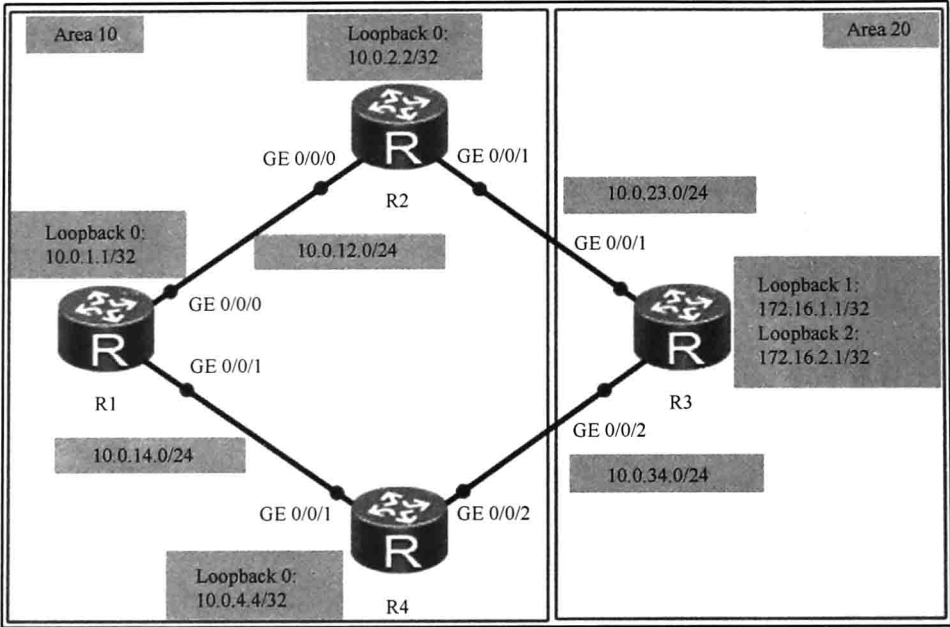 Area 10
Loopback 0:
10.0.2.2/32
Area 20
R
GE 0/0/0
GE 0/0/1
R2
10.0.23.0/24
Loopback 0:
10.0.1.1/32
10.0.12.0/24
GE 0/0/1
Loopback 1:
172.16.1.1/32
Loopback 2:
172.16.2.1/32
GE 0/0/0
R
R
GE 0/0/1
R1
R3
GE 0/0/2
10.0.14.0/24
10.0.34.0/24
GE 0/0/1
GE 0/0/2
R
Loopback 0:
10.0.4.4/32
R4